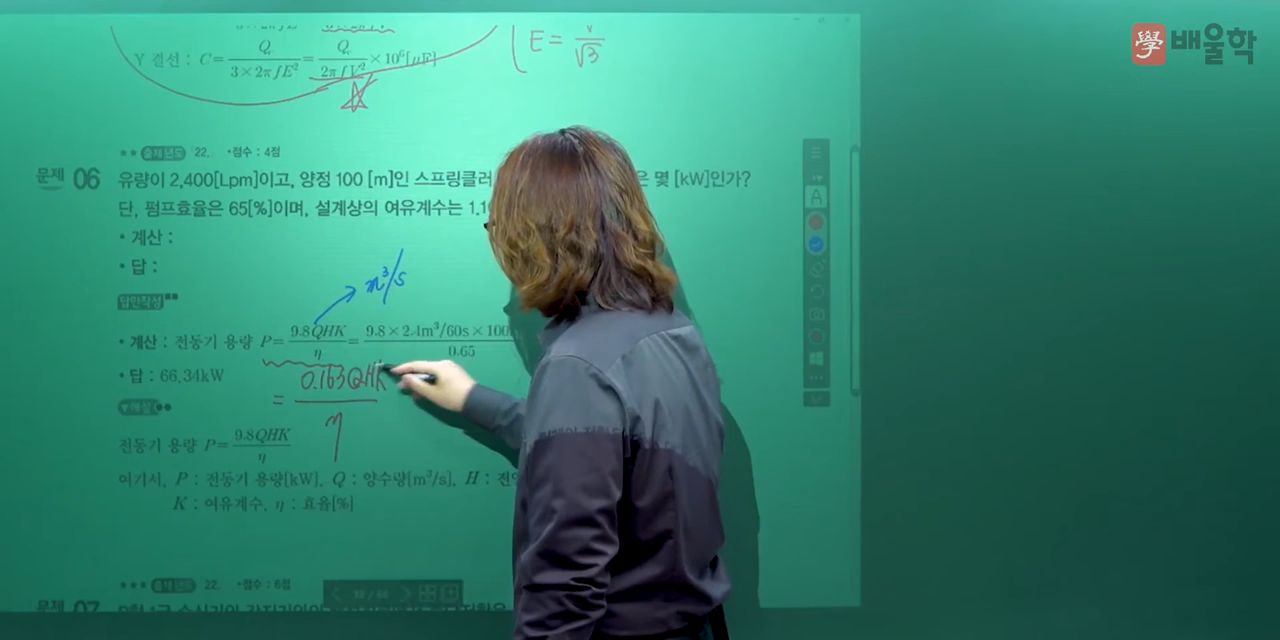 學 배울학
Y 결선 : C = Q_c / 3×2πfE² = Q_c / 2πfV² ×10⁶[μF]
E = V / √3
★★ 출제년도 22. •점수 : 4점
문제 06 유량이 2,400[Lpm]이고, 양정 100 [m]인 스프링클러 은 몇 [kW]인가?
단, 펌프효율은 65[%]이며, 설계상의 여유계수는 1.1
• 계산 :
• 답 :
m³/s
답안작성
• 계산 : 전동기 용량 P = 9.8QHK / η = 9.8×2.4m³/60s×100 / 0.65
• 답 : 66.34kW
= 0.163QHK / η
해설
전동기 용량 P = 9.8QHK / η
여기서, P : 전동기 용량[kW], Q : 양수량[m³/s], H :
K : 여유계수, η : 효율[%]
★★★ 출제년도 22. •점수 : 6점
문제 07